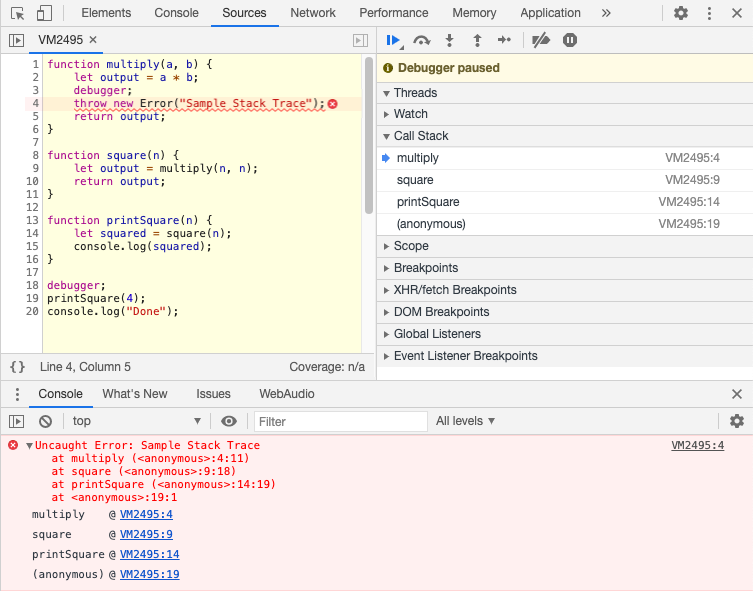 Elements Console Sources Network Performance Memory Application »
VM2495 ×
1 function multiply(a, b) {
2     let output = a * b;
3     debugger;
4     throw new Error("Sample Stack Trace");
5     return output;
6 }
7
8 function square(n) {
9     let output = multiply(n, n);
10     return output;
11 }
12
13 function printSquare(n) {
14     let squared = square(n);
15     console.log(squared);
16 }
17
18 debugger;
19 printSquare(4);
20 console.log("Done");
{} Line 4, Column 5 Coverage: n/a
Debugger paused
Threads
Watch
Call Stack
multiply VM2495:4
square VM2495:9
printSquare VM2495:14
(anonymous) VM2495:19
Scope
Breakpoints
XHR/fetch Breakpoints
DOM Breakpoints
Global Listeners
Event Listener Breakpoints
Console What's New Issues WebAudio
top Filter All levels
Uncaught Error: Sample Stack Trace VM2495:4
at multiply (<anonymous>:4:11)
at square (<anonymous>:9:18)
at printSquare (<anonymous>:14:19)
at <anonymous>:19:1
multiply @ VM2495:4
square @ VM2495:9
printSquare @ VM2495:14
(anonymous) @ VM2495:19